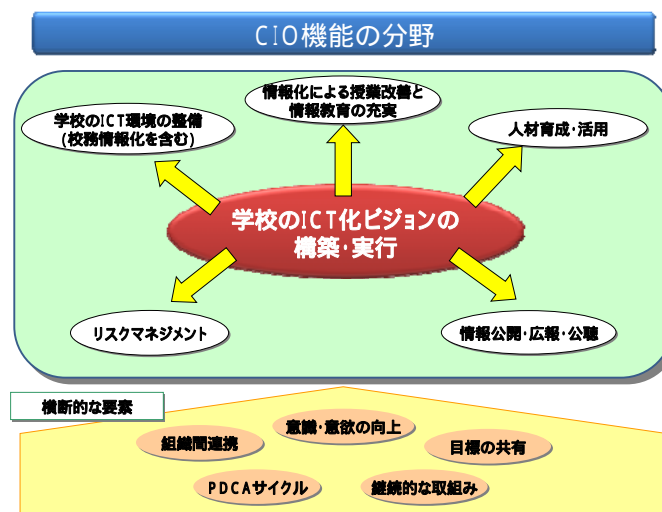 CIO機能の分野
情報化による授業改善と
情報教育の充実
学校のICT環境の整備
(校務情報化を含む)
人材育成・活用
学校のICT化ビジョンの
構築・実行
リスクマネジメント
情報公開・広報・公聴
横断的な要素
意識・意欲の向上
組織間連携
目標の共有
PDCAサイクル
継続的な取組み